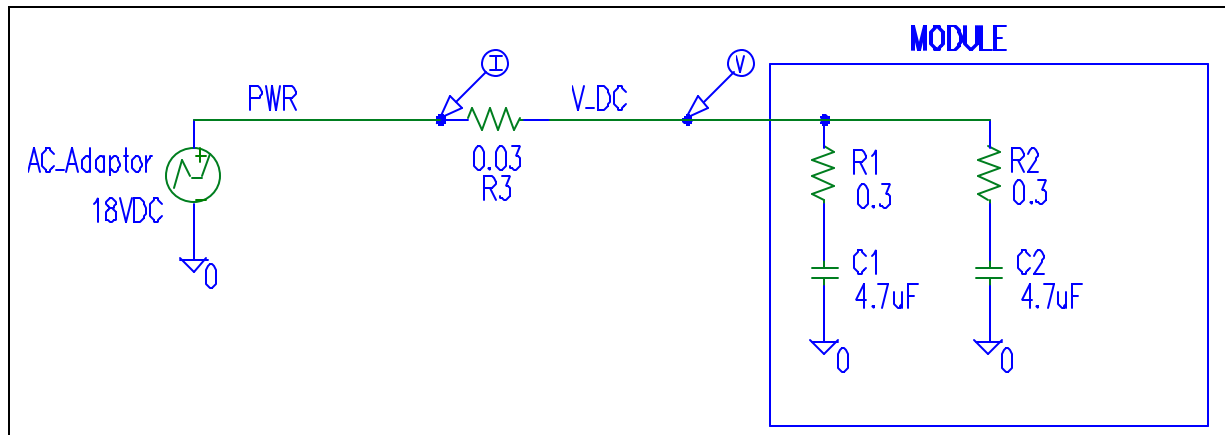 MODULE
I
V
PWR
V_DC
AC_Adaptor
18VDC
0.03
R3
R1
0.3
R2
0.3
C1
4.7uF
C2
4.7uF
0
0
0